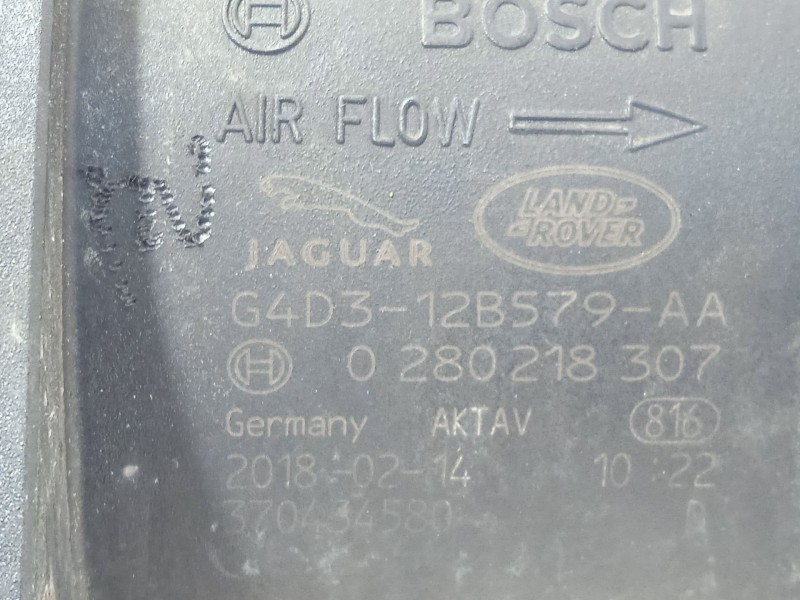 BOSCH
AIR FLOW
JAGUAR
LAND-
-ROVER
G4D3-12B579-AA
0 280 218 307
Germany AKTAV 816
2018-02-14 10:22
370434580 D